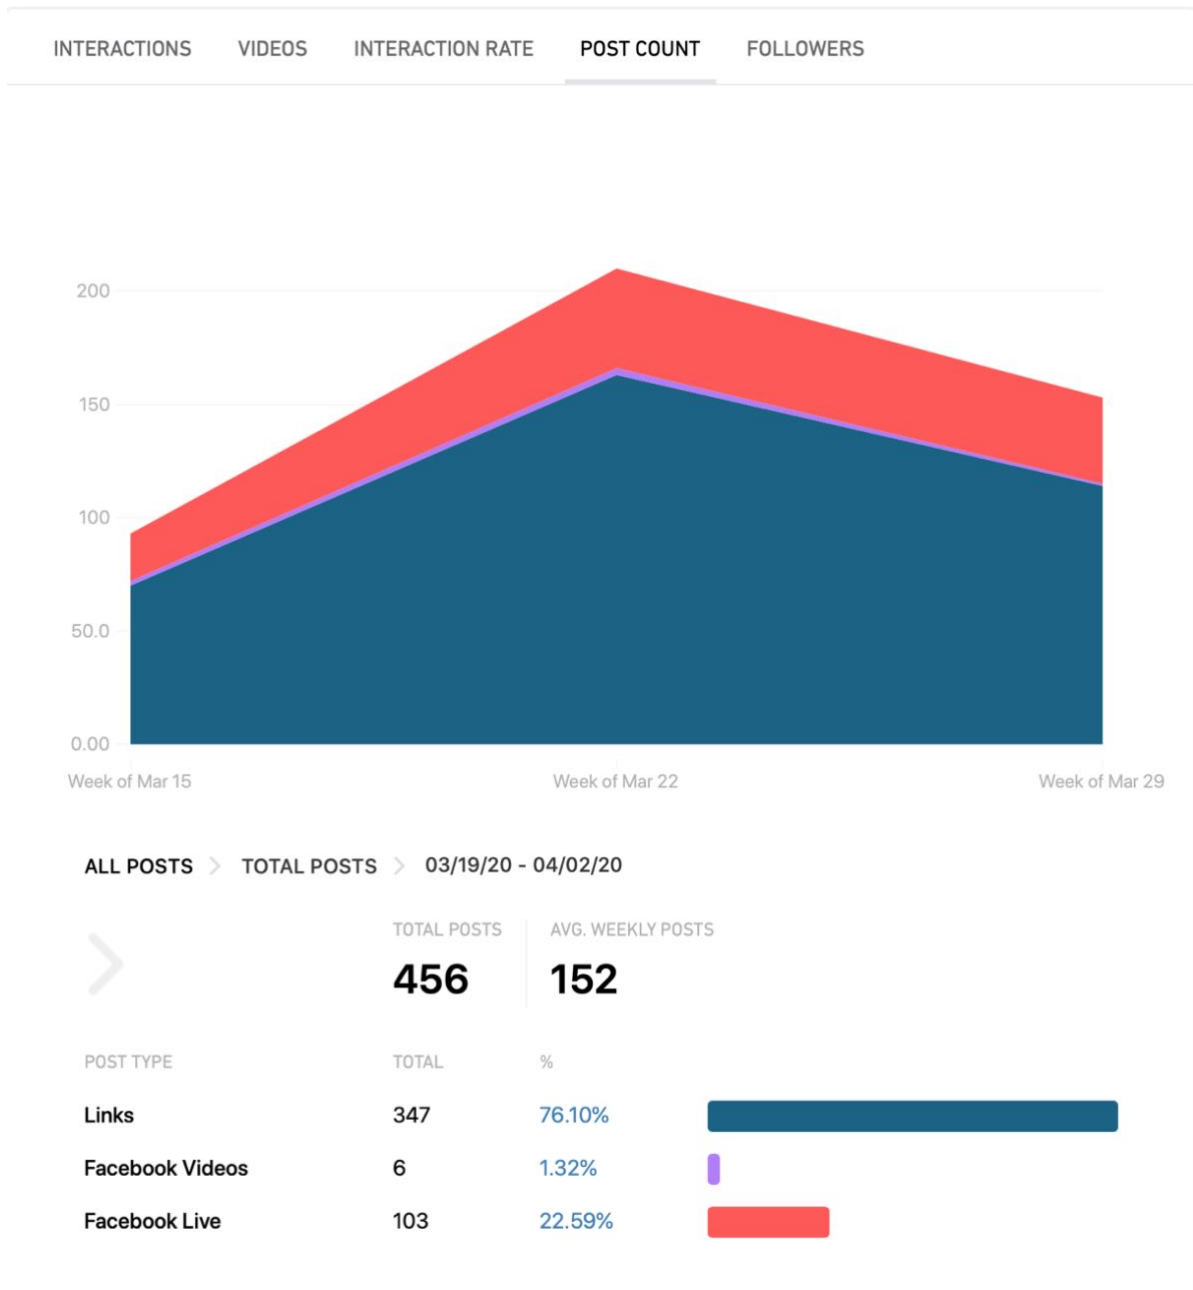 INTERACTIONS VIDEOS INTERACTION RATE POST COUNT FOLLOWERS
200
150
100
50.0
0.00
Week of Mar 15 Week of Mar 22 Week of Mar 29
ALL POSTS TOTAL POSTS 03/19/20 - 04/02/20
TOTAL POSTS AVG. WEEKLY POSTS
456 152
POST TYPE TOTAL %
Links 347 76.10%
Facebook Videos 6 1.32%
Facebook Live 103 22.59%